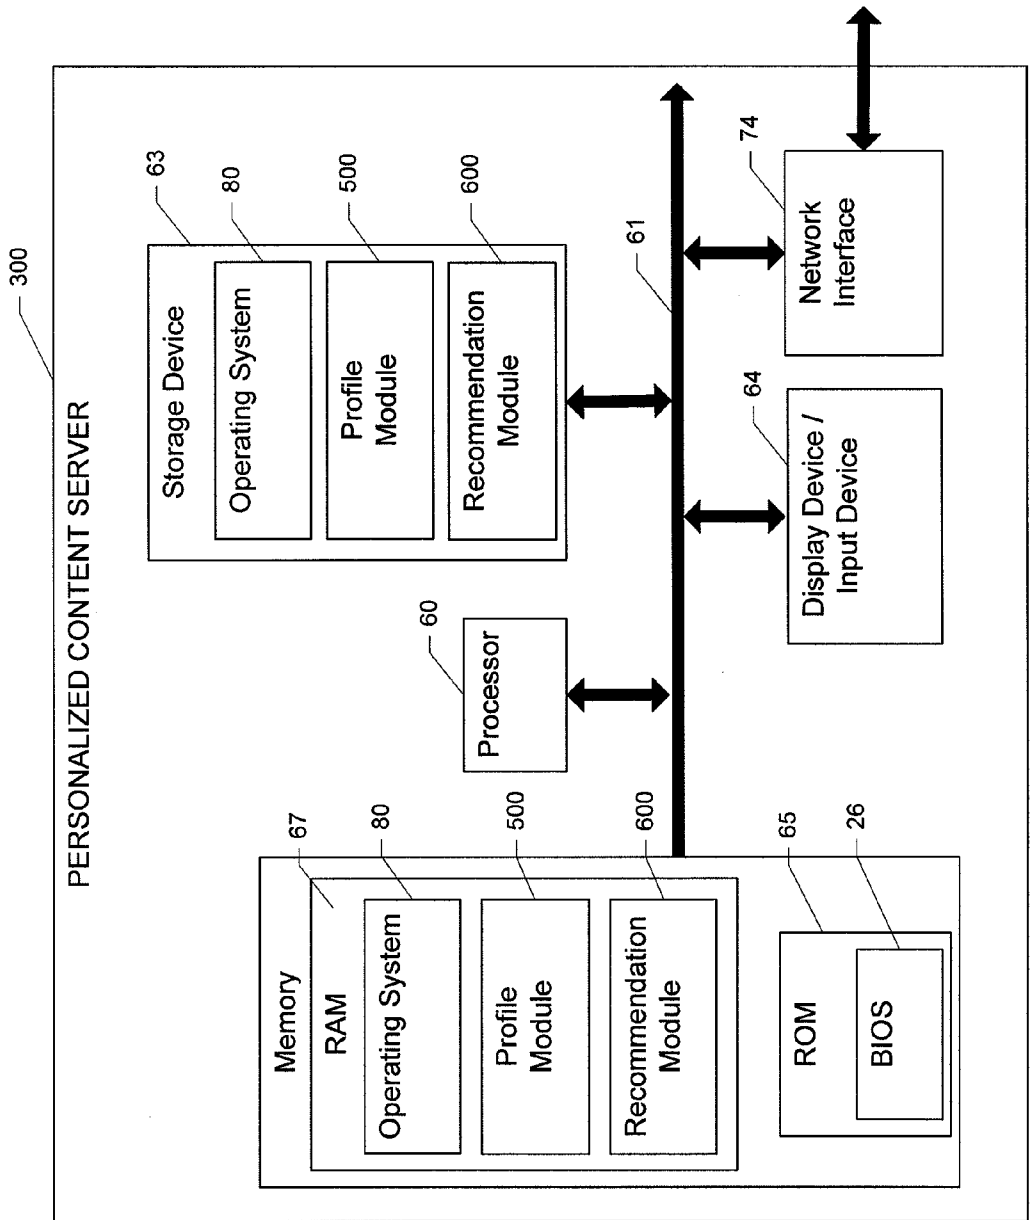 PERSONALIZED CONTENT SERVER
300
Memory
67
RAM
80
Operating System
500
Profile
Module
600
Recommendation
Module
65
ROM
26
BIOS
60
Processor
63
Storage Device
80
Operating System
500
Profile
Module
600
Recommendation
Module
61
64
Display Device /
Input Device
74
Network
Interface